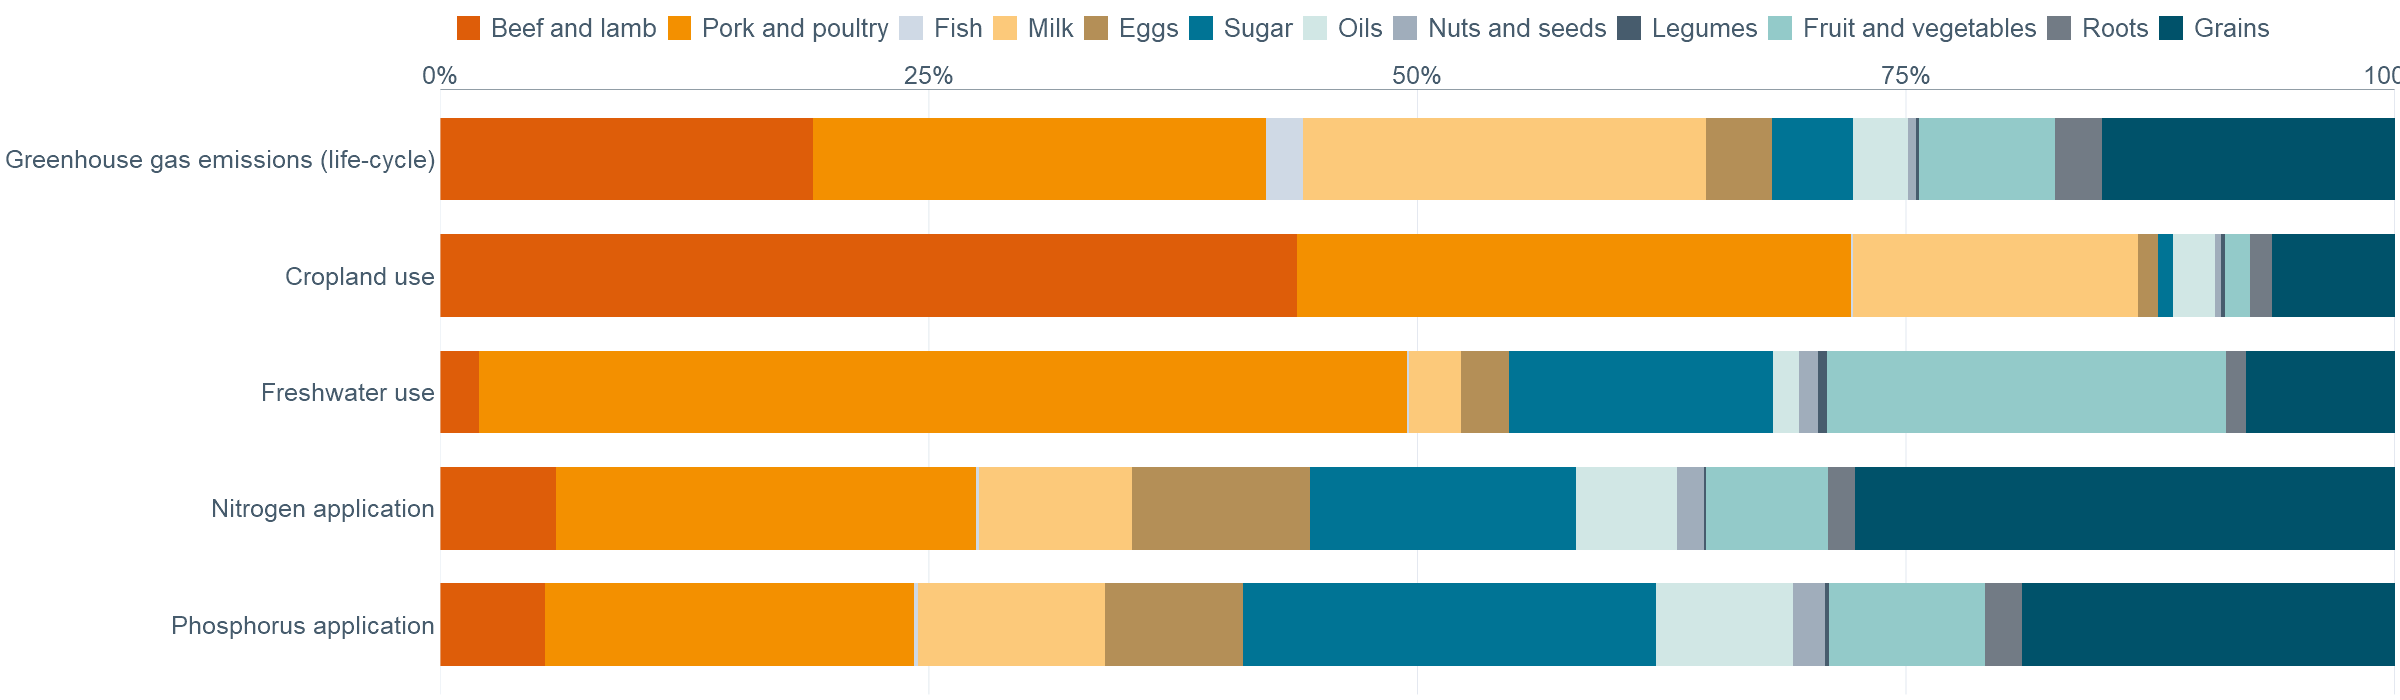 Beef and lamb Pork and poultry Fish Milk Eggs Sugar Oils Nuts and seeds Legumes Fruit and vegetables Roots Grains
0% 25% 50% 75% 100
Greenhouse gas emissions (life-cycle)
Cropland use
Freshwater use
Nitrogen application
Phosphorus application